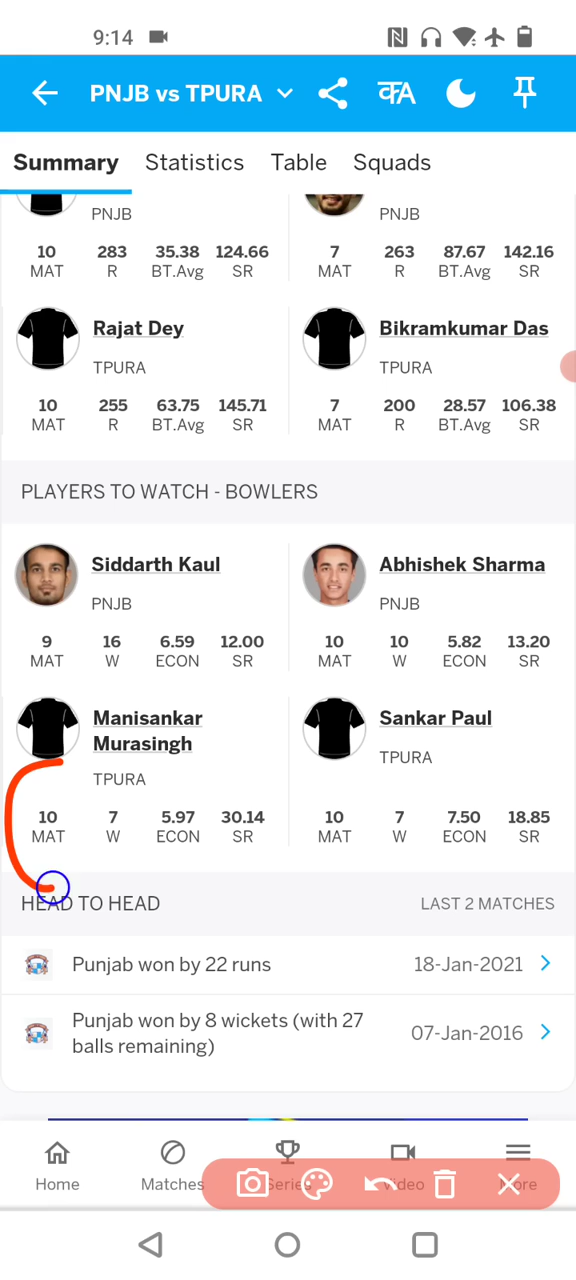 9:14
PNJB vs TPURA
Summary Statistics Table Squads
PNJB PNJB
10 283 35.38 124.66 7 263 87.67 142.16
MAT R BT.Avg SR MAT R BT.Avg SR
Rajat Dey Bikramkumar Das
TPURA TPURA
10 255 63.75 145.71 7 200 28.57 106.38
MAT R BT.Avg SR MAT R BT.Avg SR
PLAYERS TO WATCH - BOWLERS
Siddarth Kaul Abhishek Sharma
PNJB PNJB
9 16 6.59 12.00 10 10 5.82 13.20
MAT W ECON SR MAT W ECON SR
Manisankar Sankar Paul
Murasingh
TPURA TPURA
10 7 5.97 30.14 10 7 7.50 18.85
MAT W ECON SR MAT W ECON SR
HEAD TO HEAD LAST 2 MATCHES
Punjab won by 22 runs 18-Jan-2021
Punjab won by 8 wickets (with 27 07-Jan-2016
balls remaining)
Home Matches Series Video More